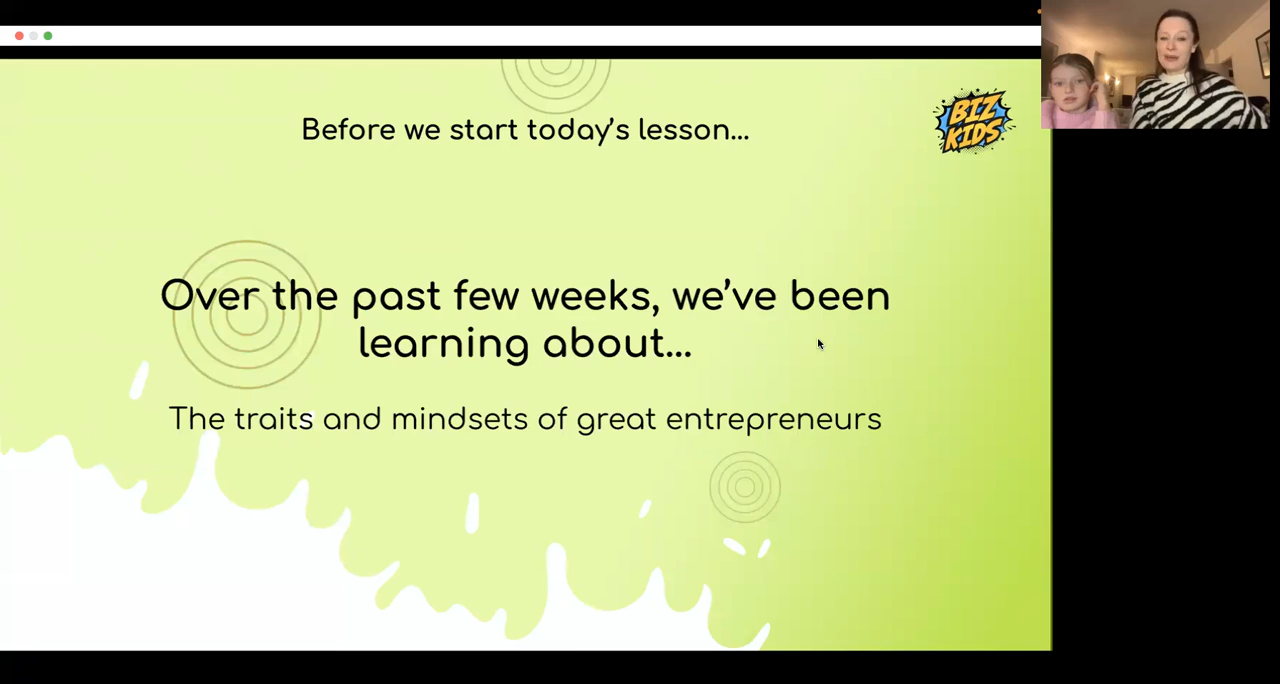 Before we start today's lesson...
BIZ
KIDS
Over the past few weeks, we've been
learning about...
The traits and mindsets of great entrepreneurs